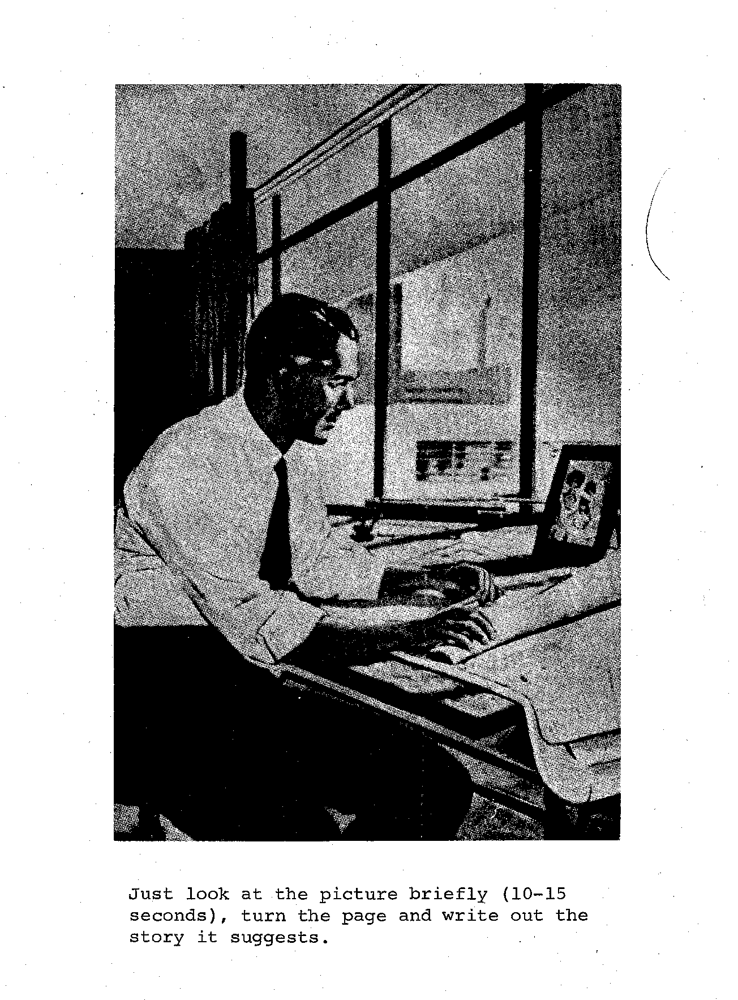 Just look at the picture briefly (10-15
seconds), turn the page and write out the
story it suggests.